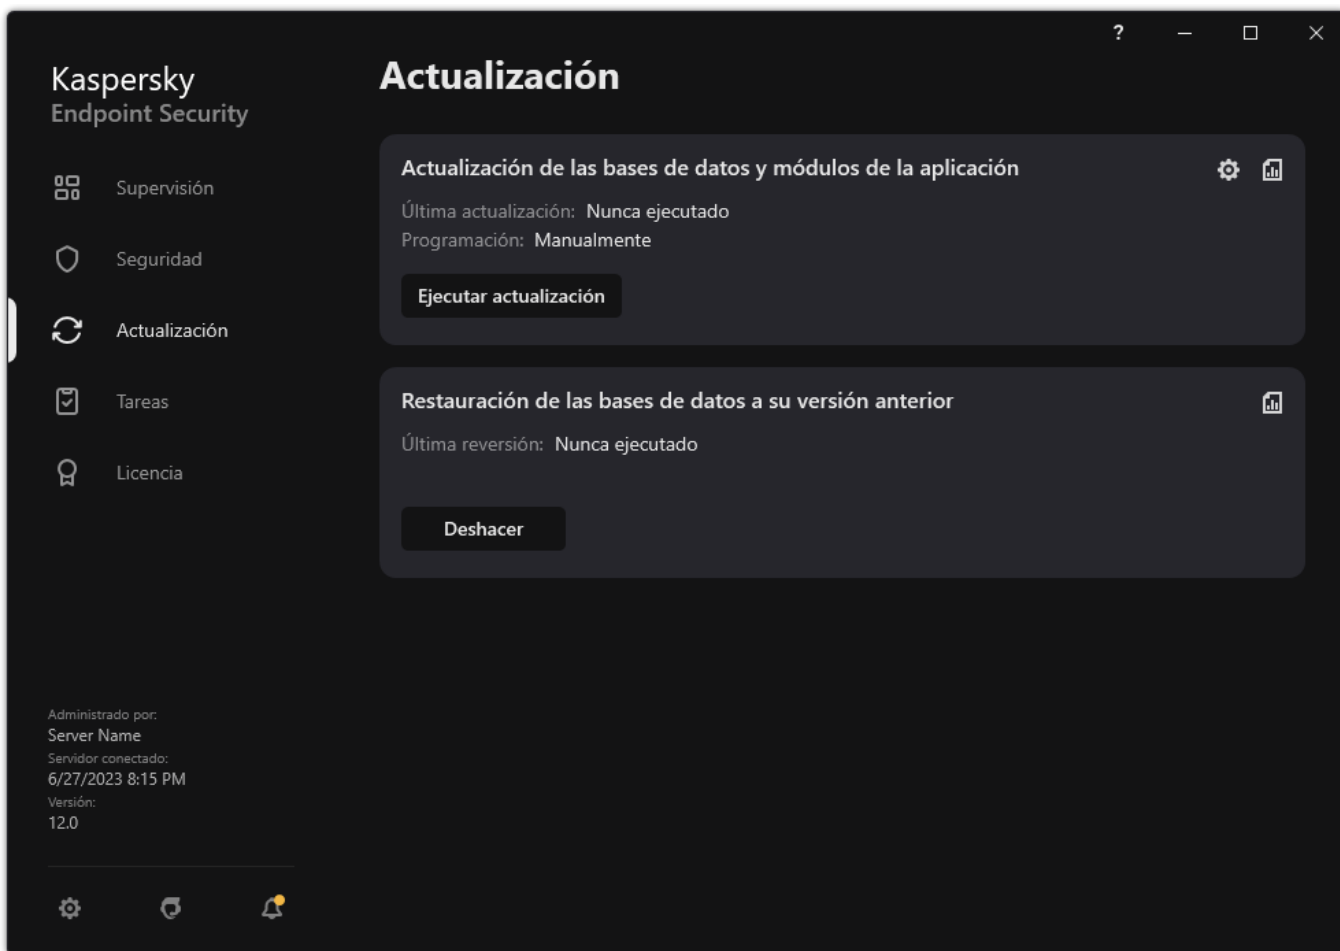 ?
Kaspersky
Endpoint Security
Supervisión
Seguridad
Actualización
Tareas
Licencia
Administrado por:
Server Name
Servidor conectado:
6/27/2023 8:15 PM
Versión:
12.0
Actualización
Actualización de las bases de datos y módulos de la aplicación
Última actualización: Nunca ejecutado
Programación: Manualmente
Ejecutar actualización
Restauración de las bases de datos a su versión anterior
Última reversión: Nunca ejecutado
Deshacer